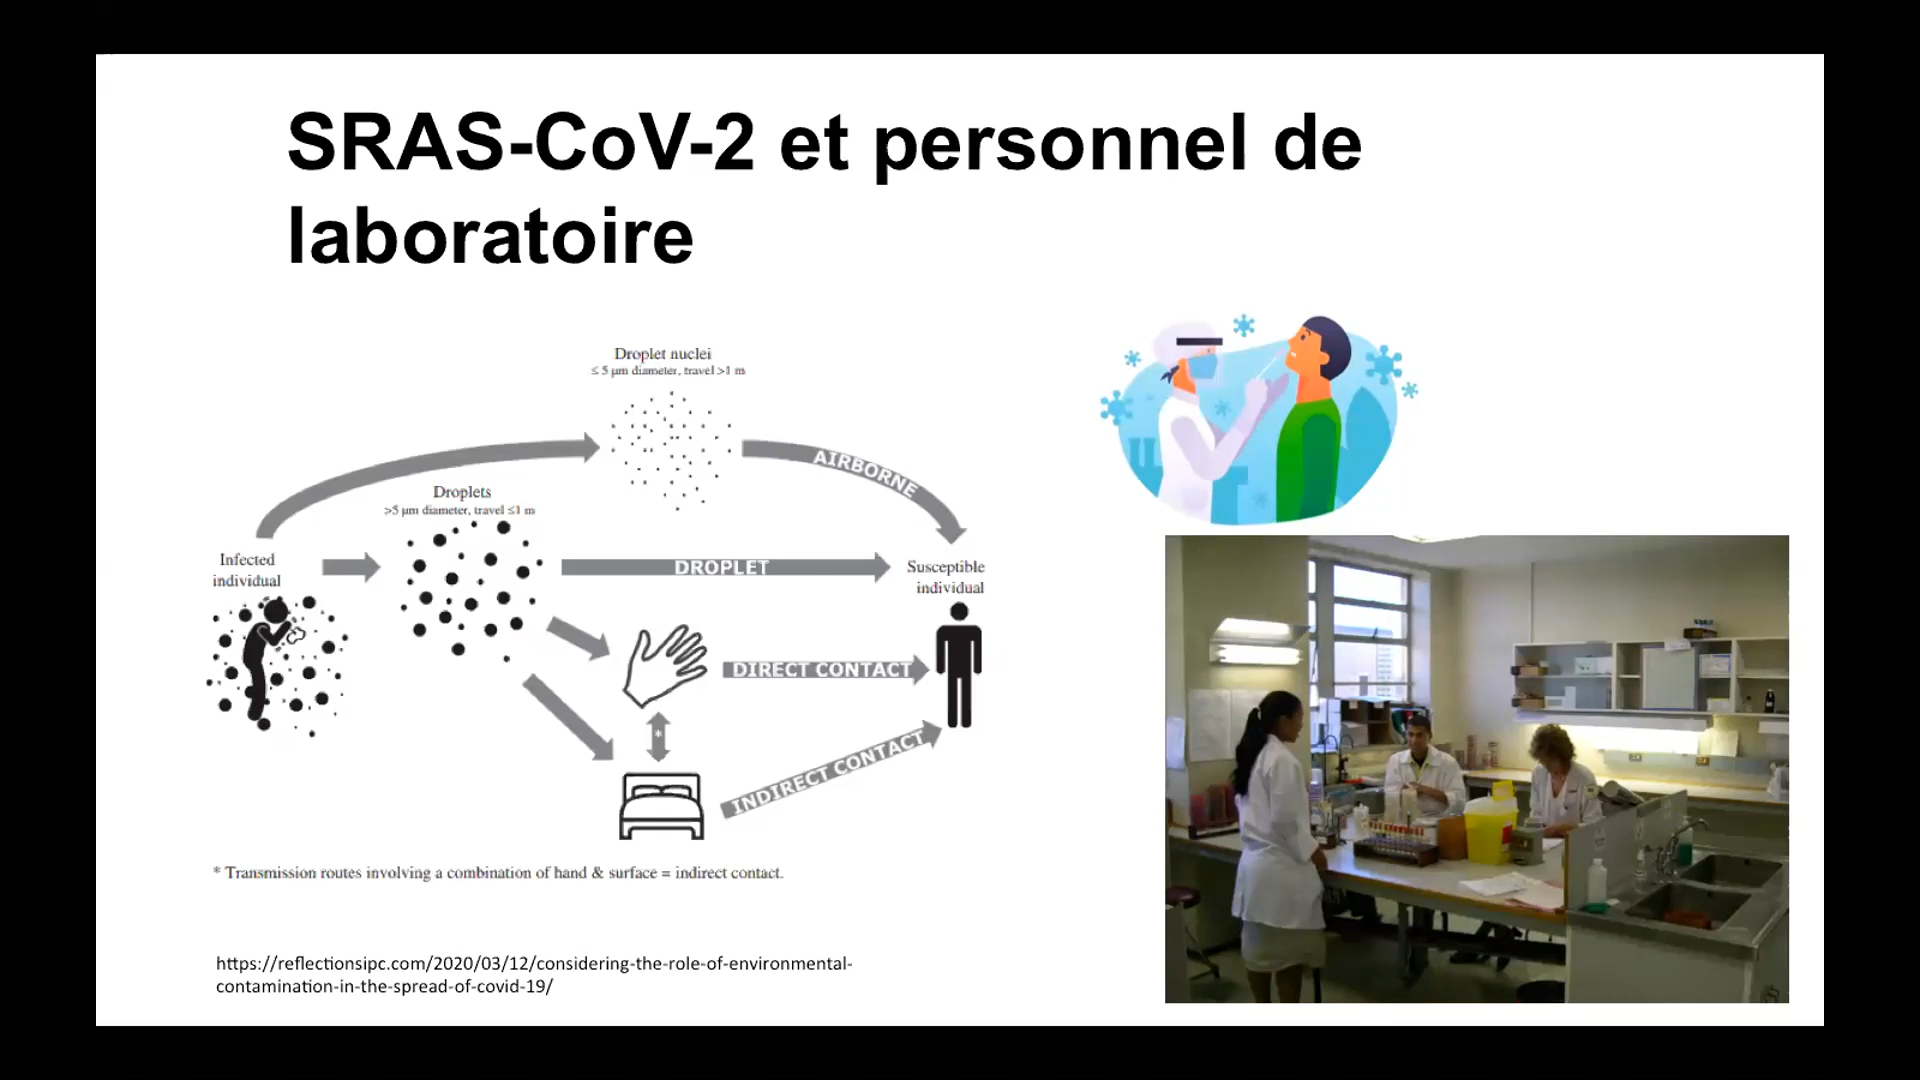 SRAS-CoV-2 et personnel de
laboratoire
Droplet nuclei
≤ 5 µm diameter, travel >1 m
AIRBORNE
Droplets
>5 µm diameter, travel ≤1 m
Infected
individual
DROPLET
Susceptible
individual
DIRECT CONTACT
*
INDIRECT CONTACT
* Transmission routes involving a combination of hand & surface = indirect contact.
https://reflectionsipc.com/2020/03/12/considering-the-role-of-environmental-
contamination-in-the-spread-of-covid-19/